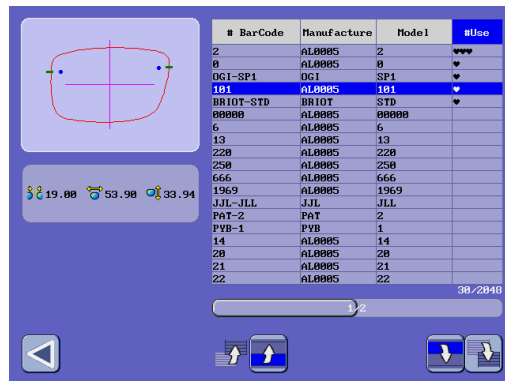 # BarCode Manufacture Model #Use
2 AL0005 2 ♥♥♥
0 AL0005 0 ♥
OGI-SP1 OGI SP1 ♥
101 AL0005 101 ♥
BRIOT-STD BRIOT STD ♥
00000 AL0005 00000
6 AL0005 6
13 AL0005 13
220 AL0005 220
250 AL0005 250
666 AL0005 666
1969 AL0005 1969
JJL-JLL JJL JLL
PAT-2 PAT 2
PYB-1 PYB 1
14 AL0005 14
20 AL0005 20
21 AL0005 21
22 AL0005 22
19.00 53.90 33.94
30/2048
1/2